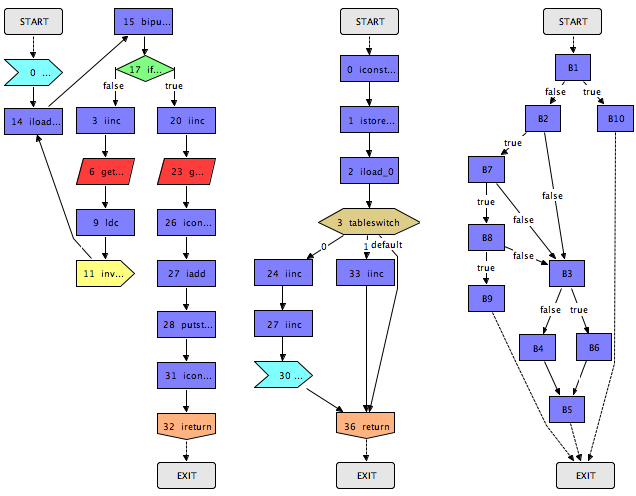 START
0 ...
14 iload...
15 bipu...
17 if...
false
true
3 iinc
6 get...
9 ldc
11 inv...
20 iinc
23 g...
26 icon...
27 iadd
28 putst...
31 icon...
32 ireturn
EXIT
START
0 iconst...
1 istore...
2 iload_0
3 tableswitch
0
1
default
24 iinc
33 iinc
27 iinc
30 ...
36 return
EXIT
START
B1
false
true
B2
B10
true
false
B7
true
false
B8
false
true
B3
B9
false
true
B4
B6
B5
EXIT